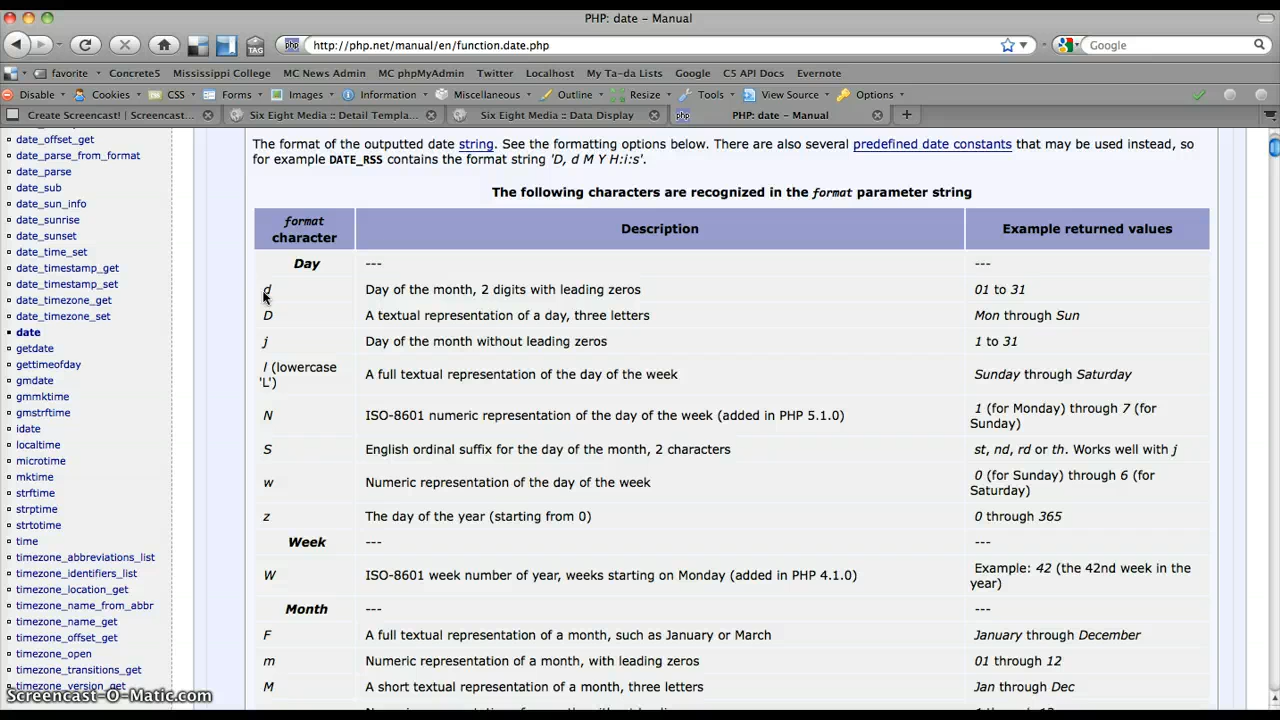 PHP: date – Manual
http://php.net/manual/en/function.date.php
Google
favorite Concrete5 Mississippi College MC News Admin MC phpMyAdmin Twitter Localhost My Ta-da Lists Google C5 API Docs Evernote
Disable Cookies CSS Forms Images Information Miscellaneous Outline Resize Tools View Source Options
Create Screencast! | Screencast... Six Eight Media :: Detail Templa... Six Eight Media :: Data Display PHP: date – Manual
date_offset_get
date_parse_from_format
date_parse
date_sub
date_sun_info
date_sunrise
date_sunset
date_time_set
date_timestamp_get
date_timestamp_set
date_timezone_get
date_timezone_set
date
getdate
gettimeofday
gmdate
gmmktime
gmstrftime
idate
localtime
microtime
mktime
strftime
strptime
strtotime
time
timezone_abbreviations_list
timezone_identifiers_list
timezone_location_get
timezone_name_from_abbr
timezone_name_get
timezone_offset_get
timezone_open
timezone_transitions_get
timezone_version_get
The format of the outputted date string. See the formatting options below. There are also several predefined date constants that may be used instead, so
for example DATE_RSS contains the format string 'D, d M Y H:i:s'.
The following characters are recognized in the format parameter string
format
character
Description
Example returned values
Day --- ---
d Day of the month, 2 digits with leading zeros 01 to 31
D A textual representation of a day, three letters Mon through Sun
j Day of the month without leading zeros 1 to 31
l (lowercase
'L')
A full textual representation of the day of the week Sunday through Saturday
N ISO-8601 numeric representation of the day of the week (added in PHP 5.1.0) 1 (for Monday) through 7 (for
Sunday)
S English ordinal suffix for the day of the month, 2 characters st, nd, rd or th. Works well with j
w Numeric representation of the day of the week 0 (for Sunday) through 6 (for
Saturday)
z The day of the year (starting from 0) 0 through 365
Week --- ---
W ISO-8601 week number of year, weeks starting on Monday (added in PHP 4.1.0) Example: 42 (the 42nd week in the
year)
Month --- ---
F A full textual representation of a month, such as January or March January through December
m Numeric representation of a month, with leading zeros 01 through 12
M A short textual representation of a month, three letters Jan through Dec
Screencast-O-Matic.com